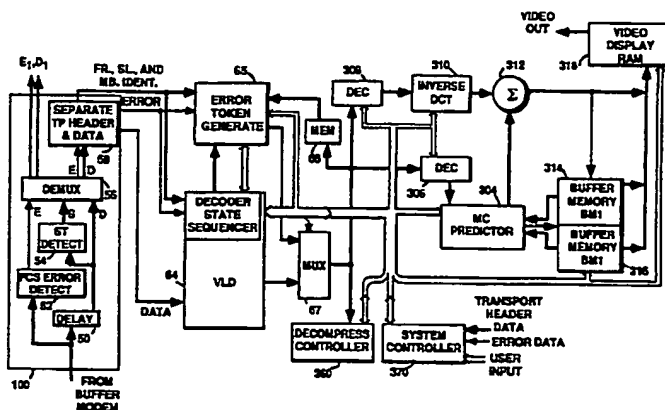 VIDEO OUT
VIDEO DISPLAY RAM
318
E1,D1
FR., SL., AND MB. IDENT.
ERROR
65
309
310
312
SEPARATE TP HEADER & DATA
58
ERROR TOKEN GENERATE
DEC
INVERSE DCT
Σ
MEM
66
E
D
DEC
305
DEMUX
55
304
314
E
S
D
DECODER STATE SEQUENCER
MC PREDICTOR
BUFFER MEMORY BM1
ST DETECT
54
BUFFER MEMORY BM1
316
FCS ERROR DETECT
52
64
VLD
MUX
67
DATA
DELAY
50
DECOMPRESS CONTROLLER
360
SYSTEM CONTROLLER
370
TRANSPORT HEADER DATA
ERROR DATA
USER INPUT
100
FROM BUFFER MODEM